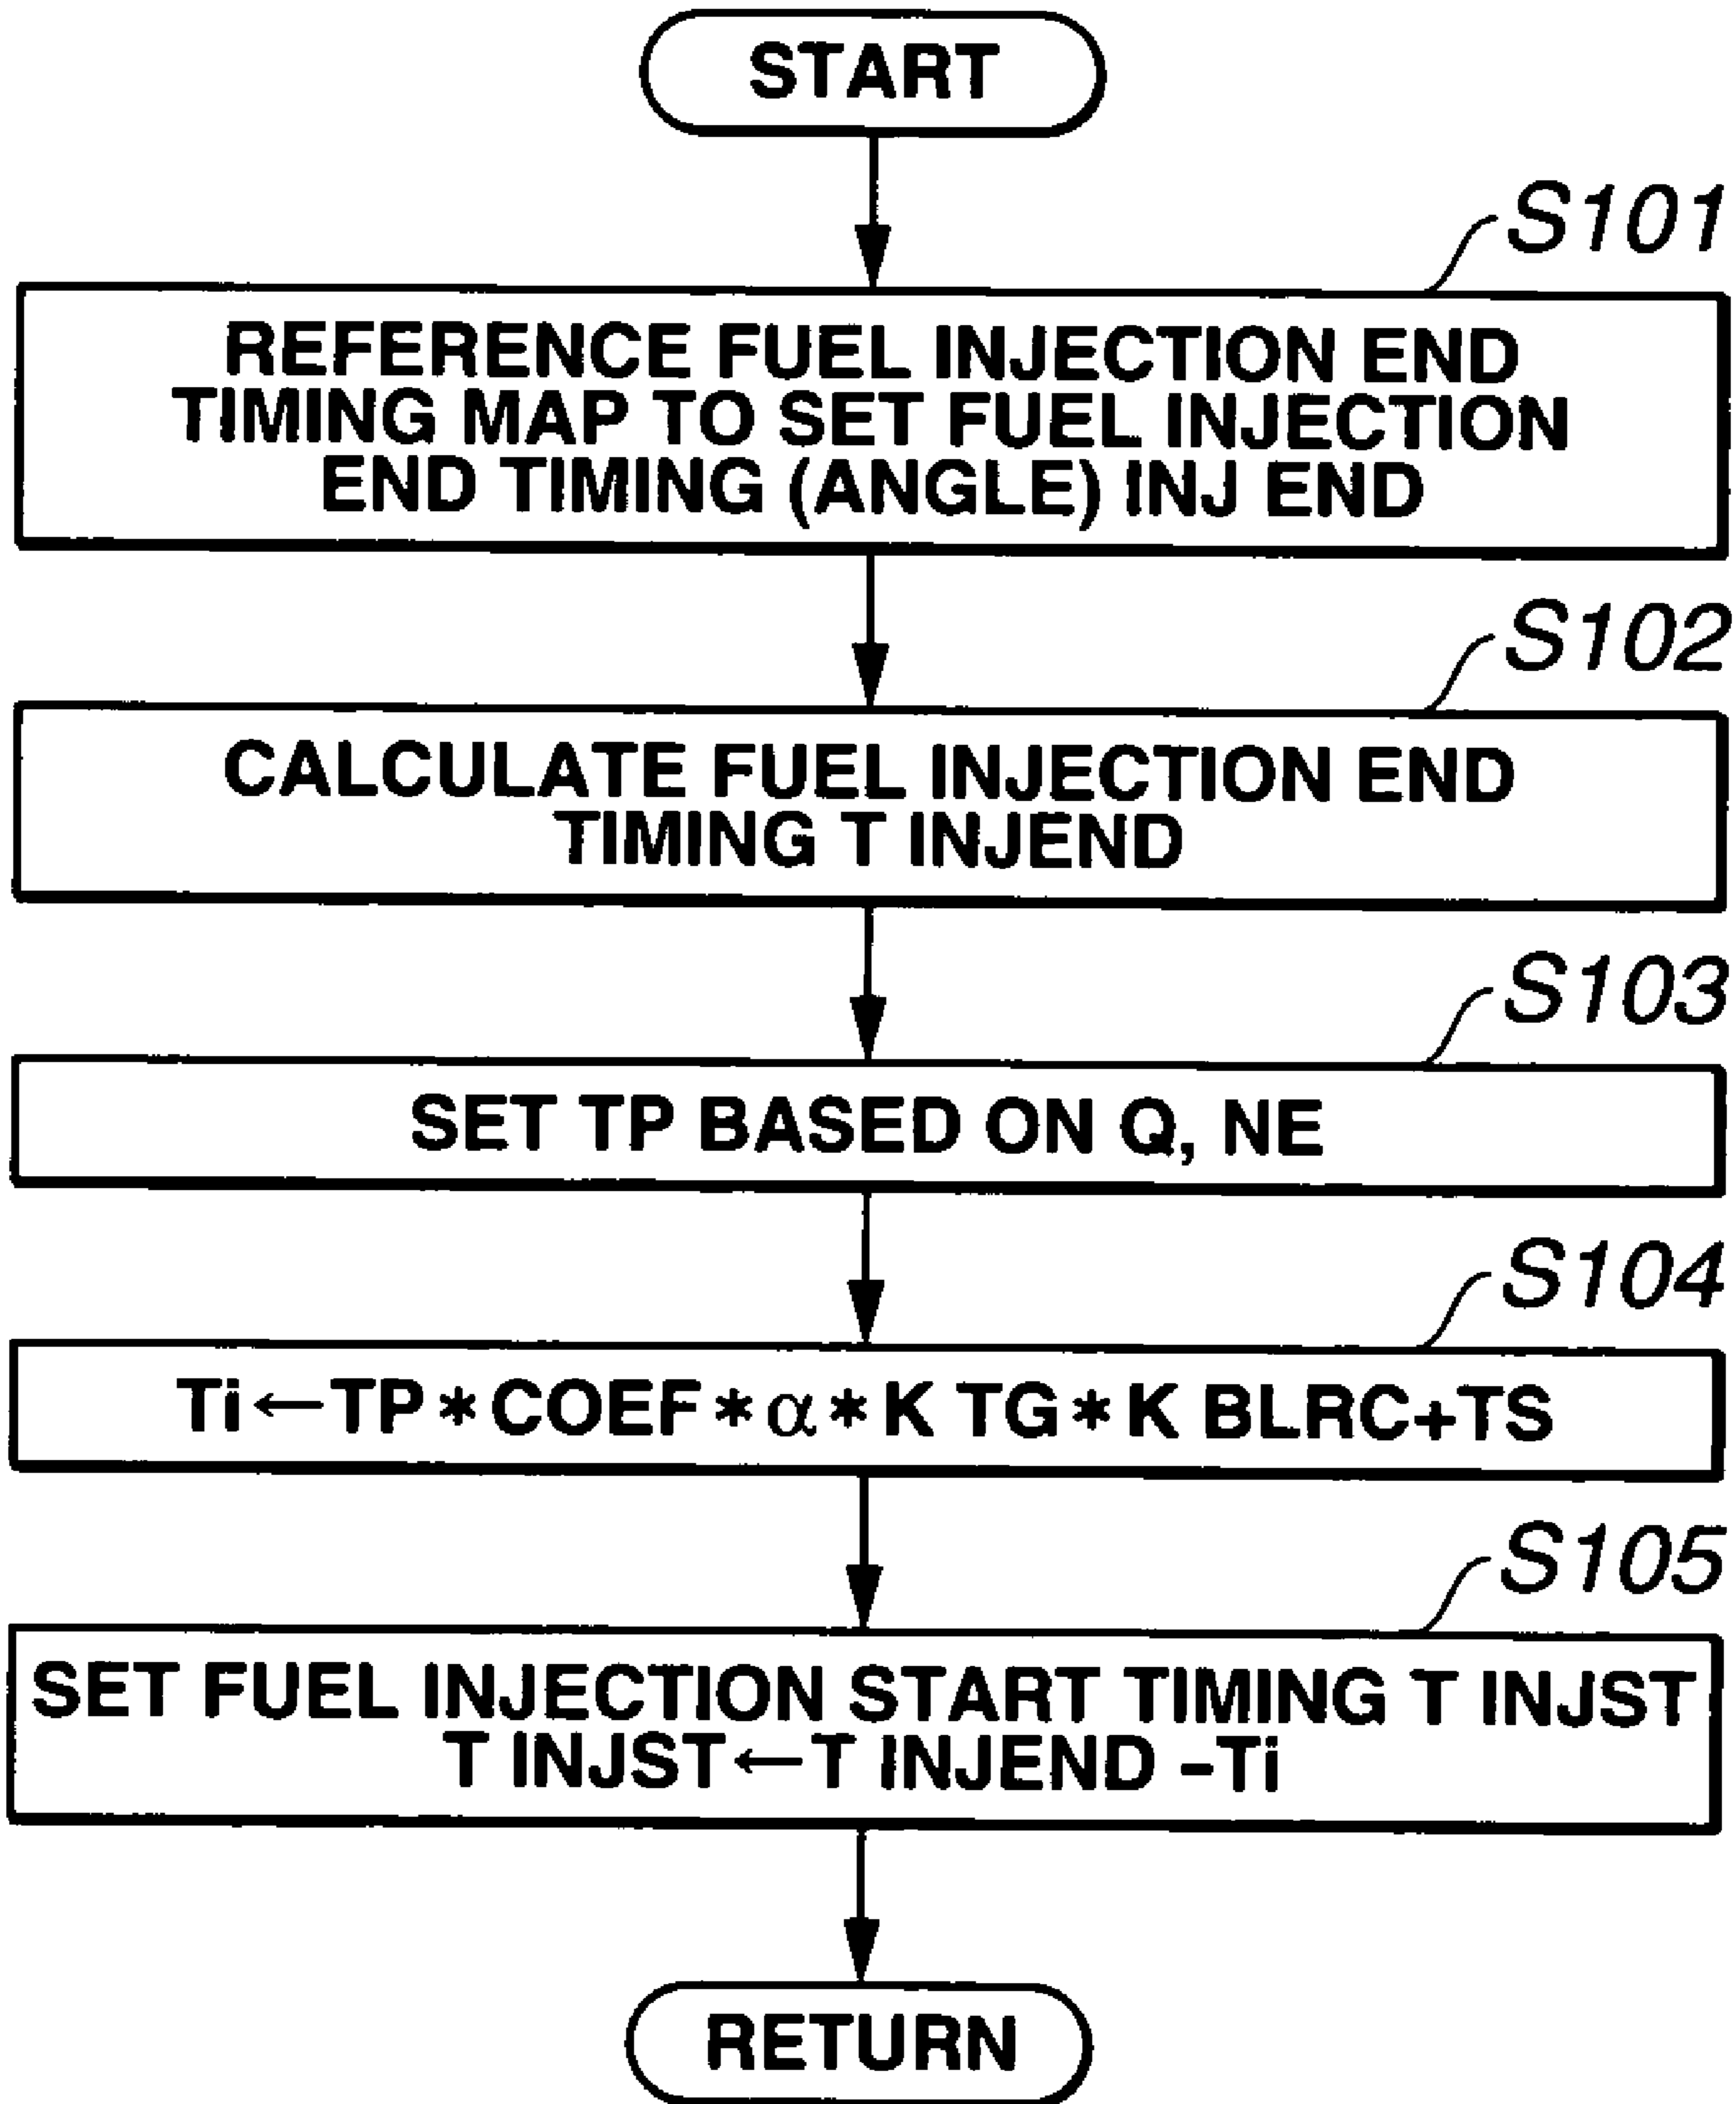 START
S101
REFERENCE FUEL INJECTION END
TIMING MAP TO SET FUEL INJECTION
END TIMING (ANGLE) INJ END
S102
CALCULATE FUEL INJECTION END
TIMING T INJEND
S103
SET TP BASED ON Q, NE
S104
Ti←TP*COEF*α*K TG*K BLRC+TS
S105
SET FUEL INJECTION START TIMING T INJST
T INJST←T INJEND -Ti
RETURN